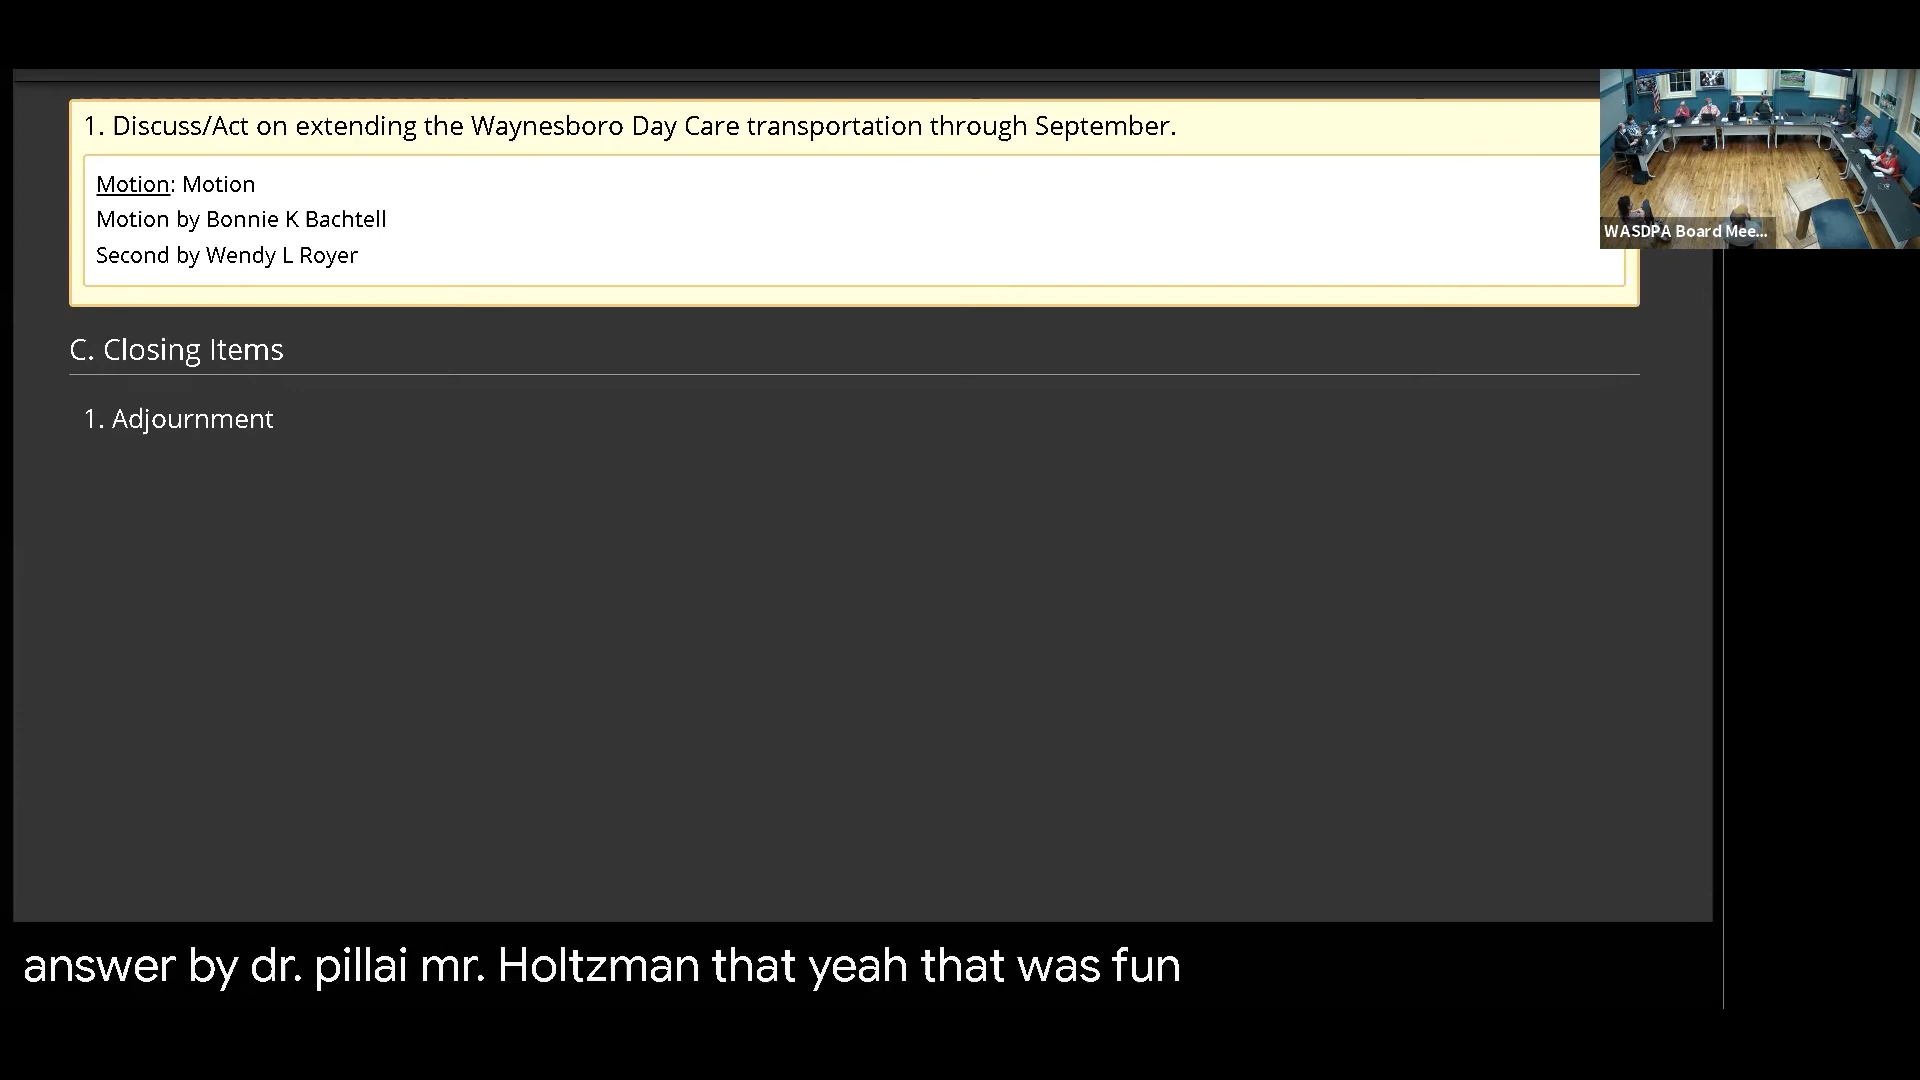 1. Discuss/Act on extending the Waynesboro Day Care transportation through September.
Motion: Motion
Motion by Bonnie K Bachtell
Second by Wendy L Royer
WASDPA Board Mee...
C. Closing Items
1. Adjournment
answer by dr. pillai mr. Holtzman that yeah that was fun